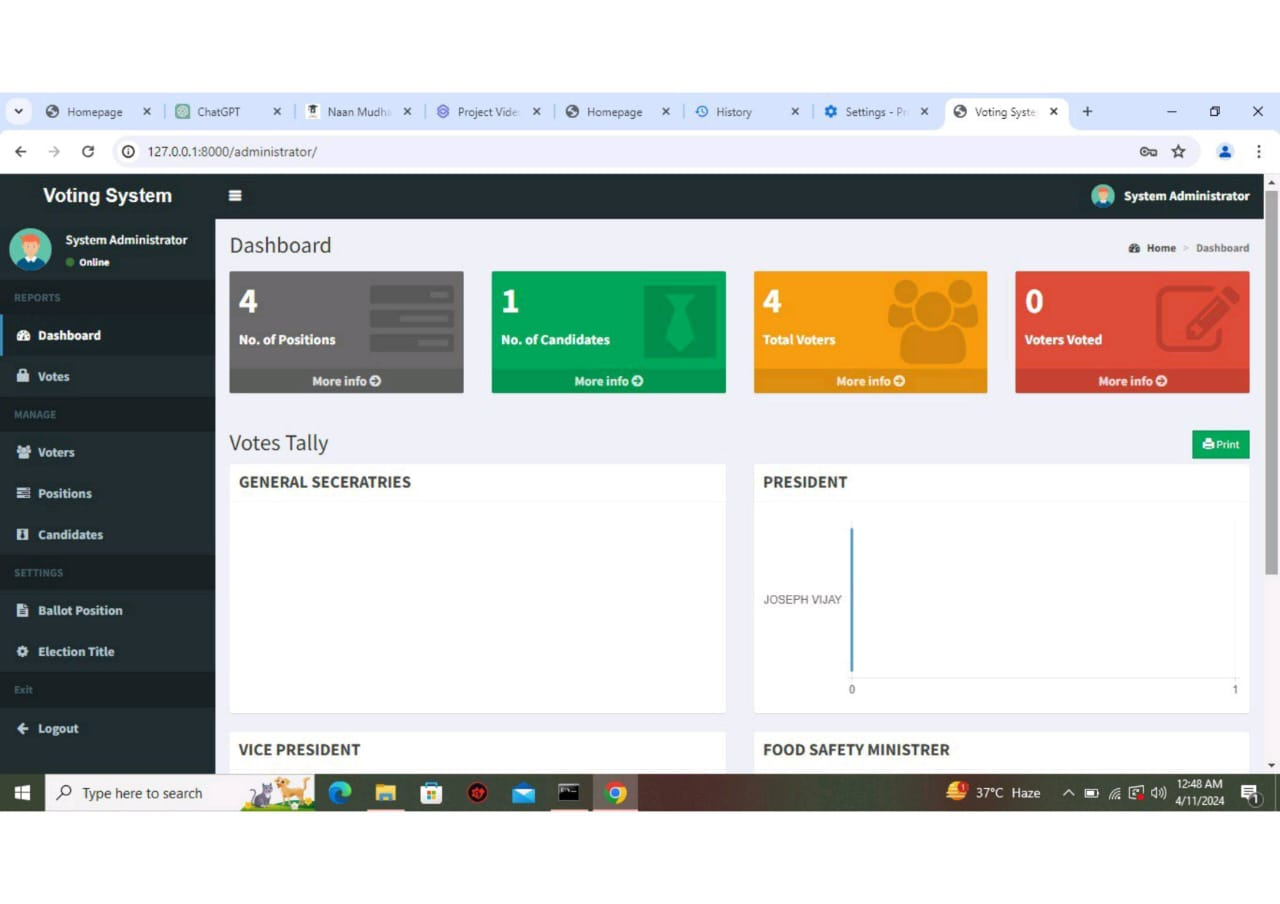 Homepage
ChatGPT
Naan Mudh
Project Vide
Homepage
History
Settings - Pr
Voting Syste
127.0.0.1:8000/administrator/
Voting System
System Administrator
System Administrator
Online
REPORTS
Dashboard
Votes
MANAGE
Voters
Positions
Candidates
SETTINGS
Ballot Position
Election Title
Exit
Logout
Dashboard
Home > Dashboard
4
No. of Positions
More info
1
No. of Candidates
More info
4
Total Voters
More info
0
Voters Voted
More info
Votes Tally
Print
GENERAL SECERATRIES
PRESIDENT
JOSEPH VIJAY
0 1
VICE PRESIDENT
FOOD SAFETY MINISTRER
Type here to search
37°C Haze
12:48 AM
4/11/2024
1